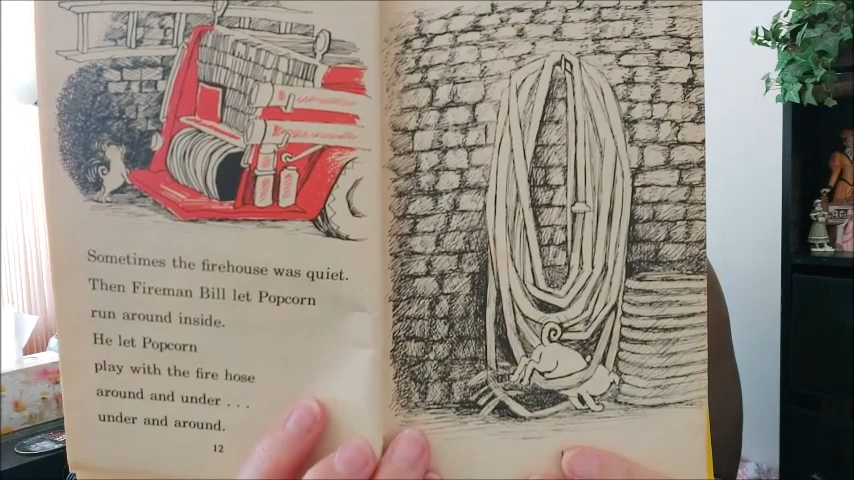 Sometimes the firehouse was quiet.
Then Fireman Bill let Popcorn
run around inside.
He let Popcorn
play with the fire hose
around and under . . .
under and around.
12